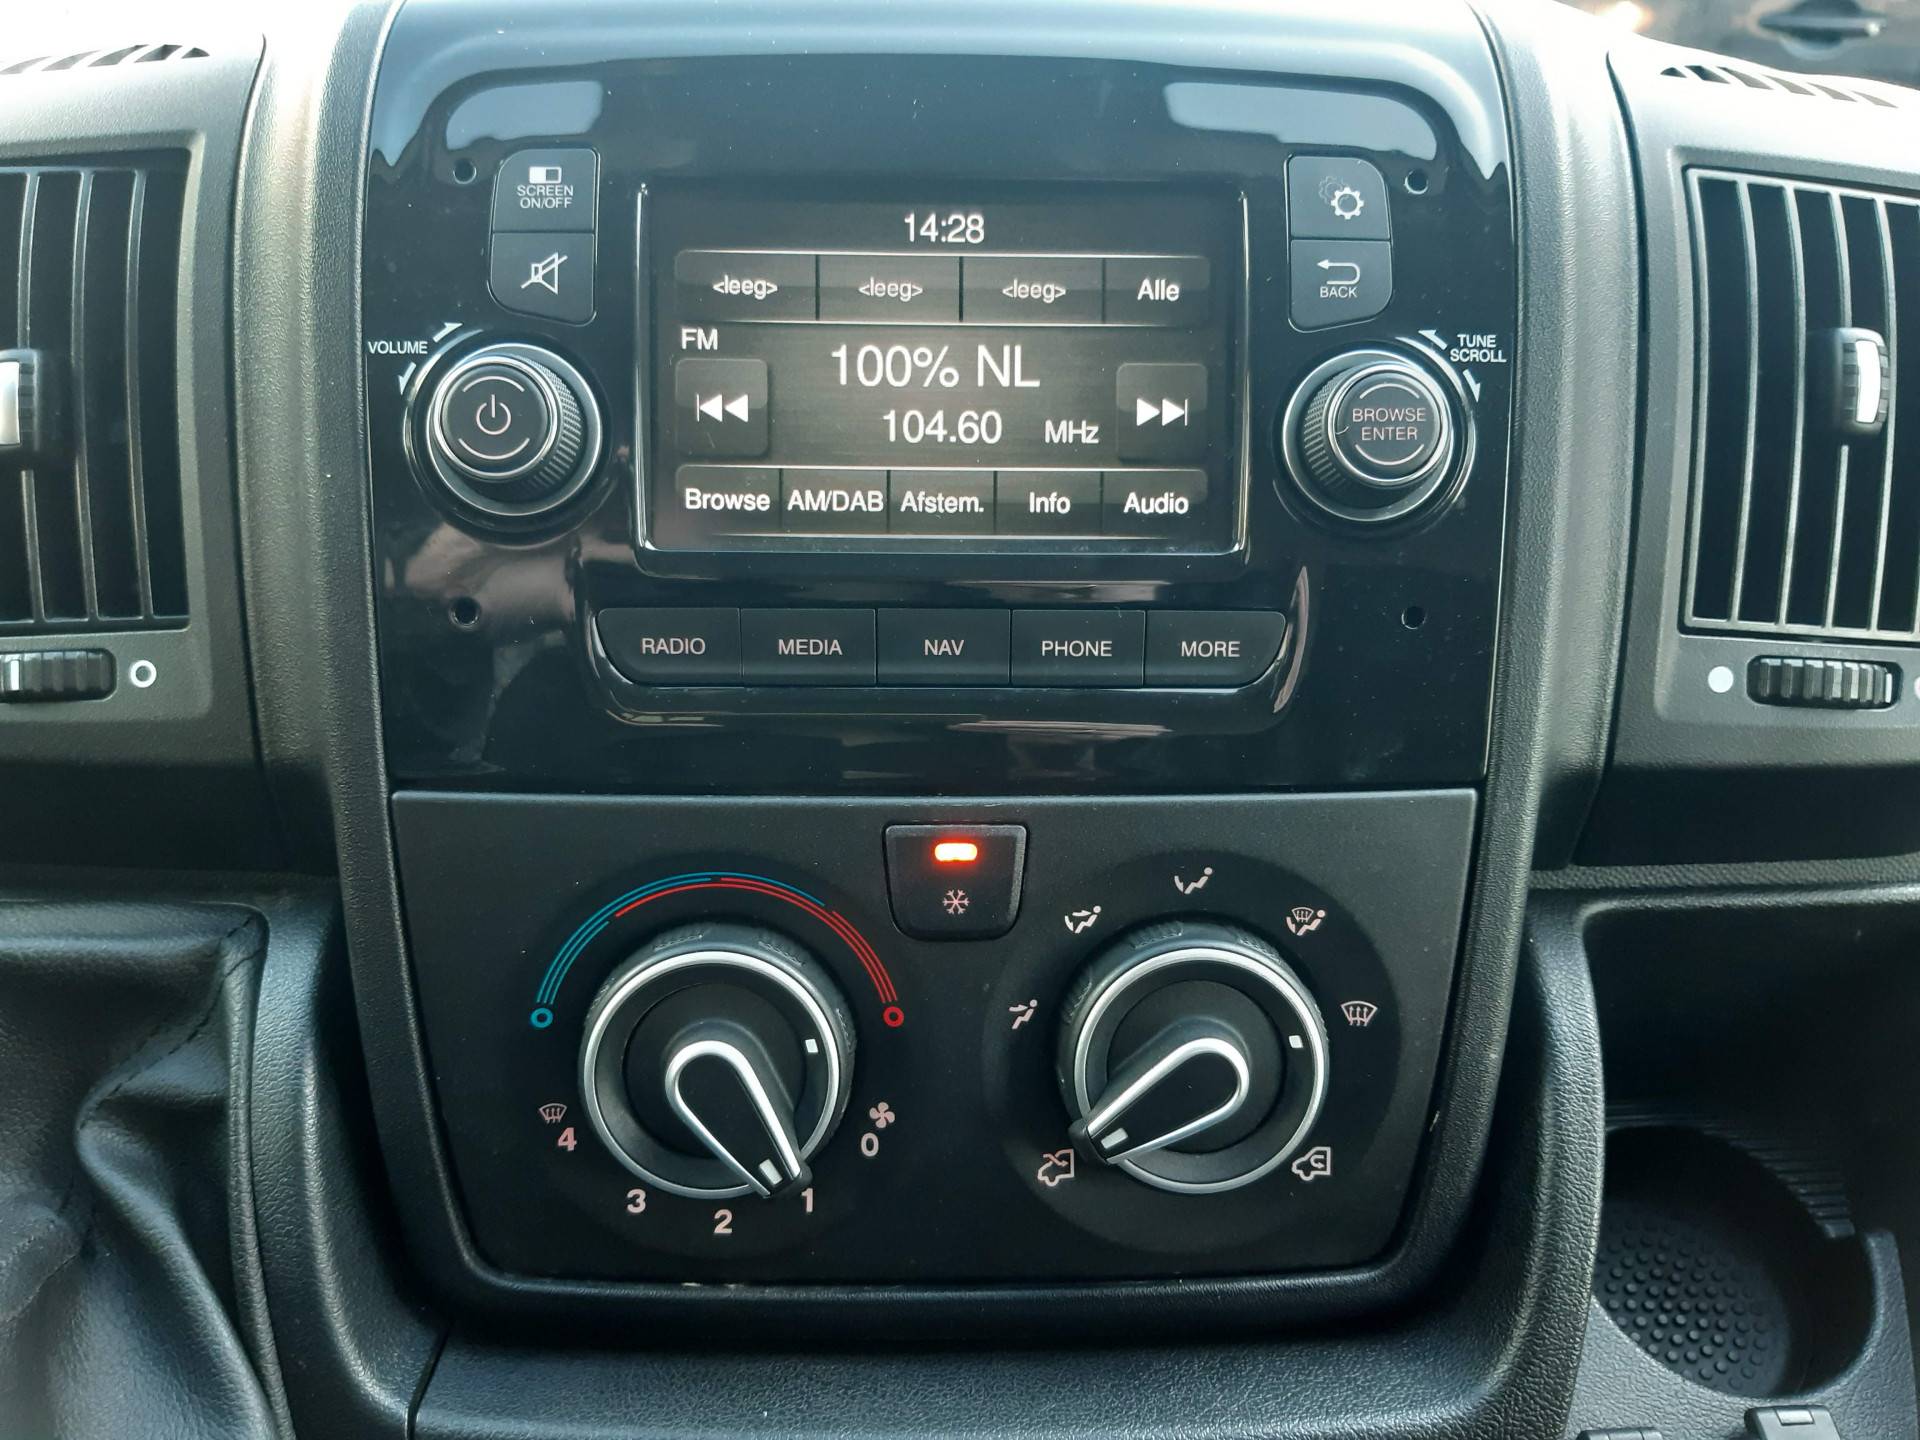 SCREEN
ON/OFF
VOLUME
14:28
<leeg> <leeg> <leeg> Alle
FM
100% NL
104.60 MHz
Browse AM/DAB Afstem. Info Audio
BACK
TUNE
SCROLL
BROWSE
ENTER
RADIO MEDIA NAV PHONE MORE
4 0
3 1
2